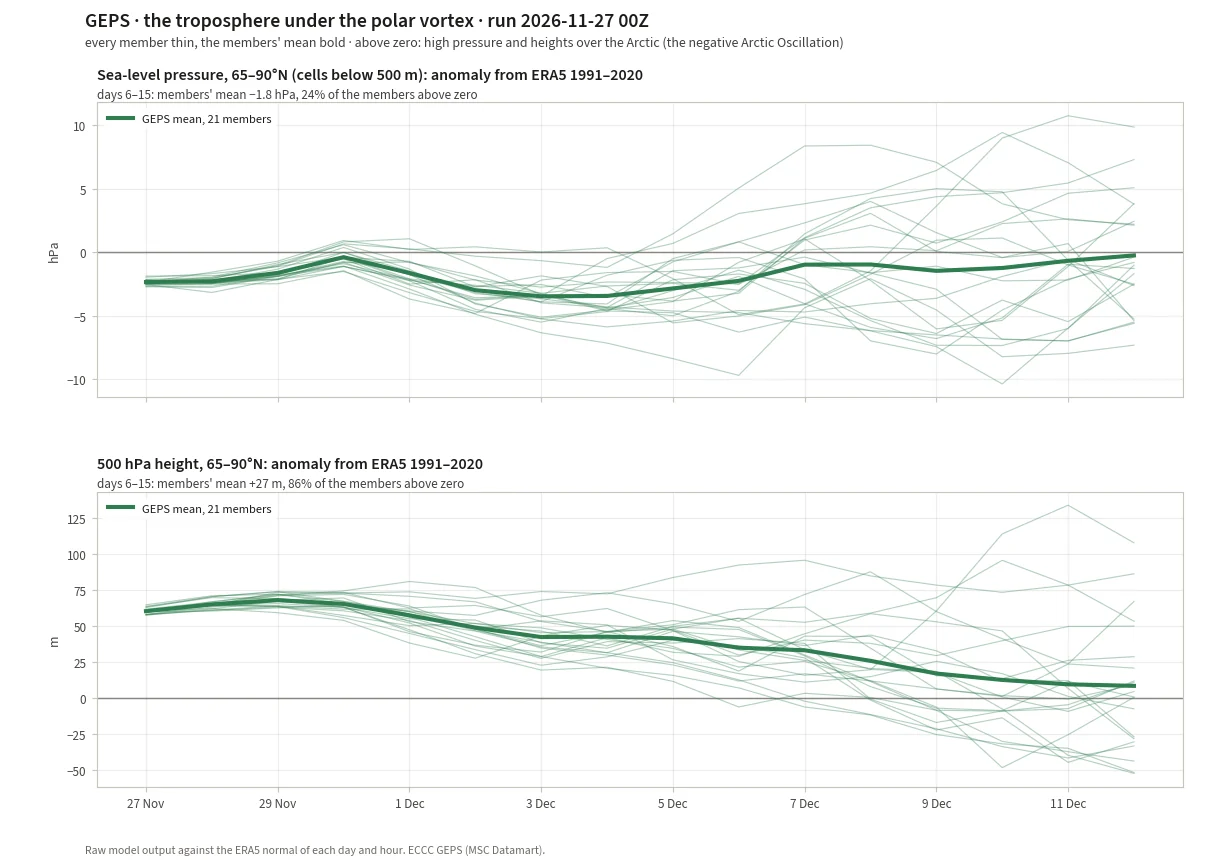 GEPS · the troposphere under the polar vortex · run 2026-11-27 00Z
every member thin, the members' mean bold · above zero: high pressure and heights over the Arctic (the negative Arctic Oscillation)
Sea-level pressure, 65–90°N (cells below 500 m): anomaly from ERA5 1991–2020
days 6–15: members' mean −1.8 hPa, 24% of the members above zero
GEPS mean, 21 members
10
5
0
−5
−10
hPa
500 hPa height, 65–90°N: anomaly from ERA5 1991–2020
days 6–15: members' mean +27 m, 86% of the members above zero
GEPS mean, 21 members
125
100
75
50
25
0
−25
−50
m
27 Nov 29 Nov 1 Dec 3 Dec 5 Dec 7 Dec 9 Dec 11 Dec
Raw model output against the ERA5 normal of each day and hour. ECCC GEPS (MSC Datamart).